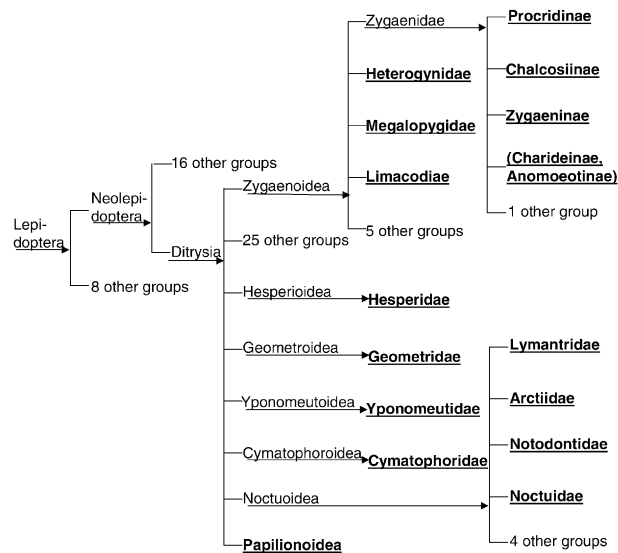 Zygaenidae
Procridinae
Heterogynidae
Chalcosiinae
Megalopygidae
Zygaeninae
Limacodiae
(Charideinae,
Anomoeotinae)
1 other group
5 other groups
16 other groups
Zygaenoidea
Neolepi-
doptera
Lepi-
doptera
Ditrysia
25 other groups
8 other groups
Hesperioidea
Hesperidae
Geometroidea
Geometridae
Yponomeutoidea
Yponomeutidae
Cymatophoroidea
Cymatophoridae
Noctuoidea
Lymantridae
Arctiidae
Notodontidae
Noctuidae
4 other groups
Papilionoidea